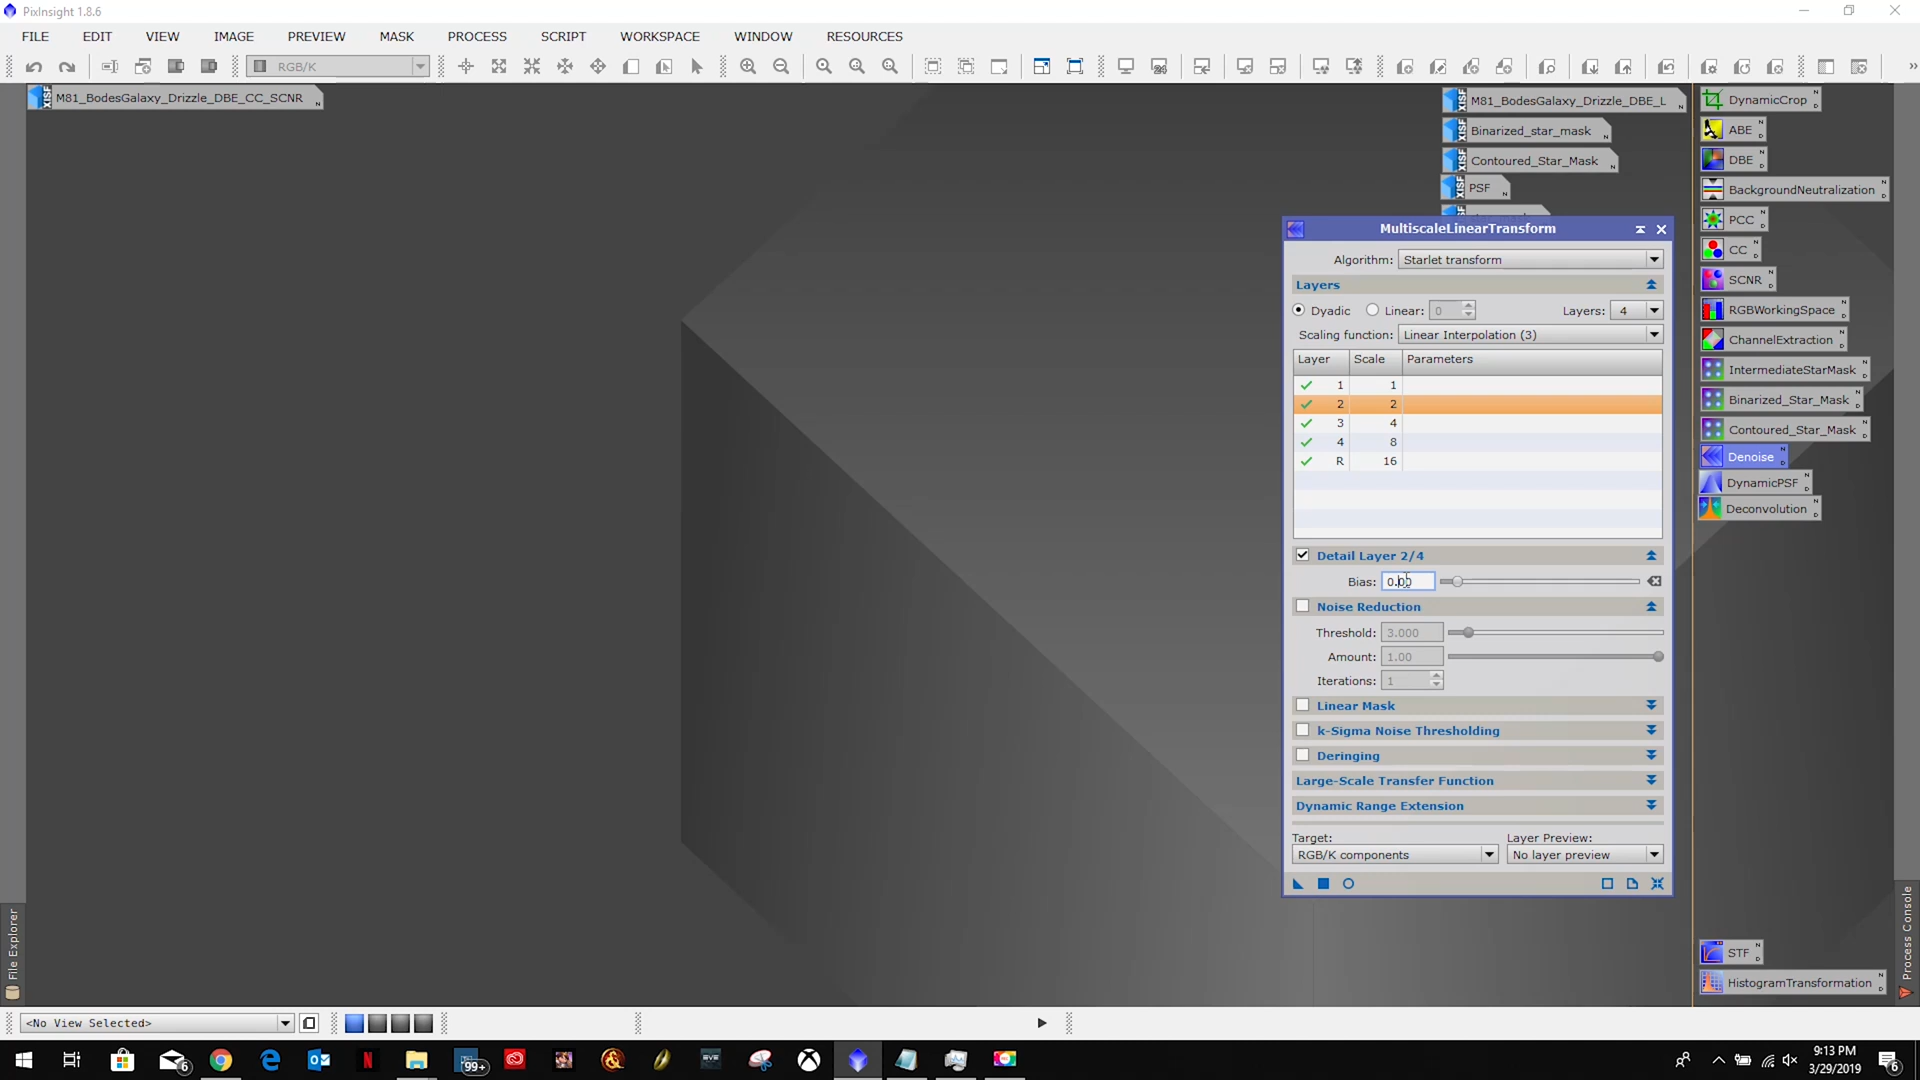 PixInsight 1.8.6
FILE EDIT VIEW IMAGE PREVIEW MASK PROCESS SCRIPT WORKSPACE WINDOW RESOURCES
RGB/K
M81_BodesGalaxy_Drizzle_DBE_CC_SCNR
M81_BodesGalaxy_Drizzle_DBE_L
Binarized_star_mask
Contoured_Star_Mask
PSF
MultiscaleLinearTransform
Algorithm: Starlet transform
Layers
Dyadic Linear: 0 Layers: 4
Scaling function: Linear Interpolation (3)
Layer Scale Parameters
1 1
2 2
3 4
4 8
R 16
Detail Layer 2/4
Bias: 0.00
Noise Reduction
Threshold: 3.000
Amount: 1.00
Iterations: 1
Linear Mask
k-Sigma Noise Thresholding
Deringing
Large-Scale Transfer Function
Dynamic Range Extension
Target: Layer Preview:
RGB/K components No layer preview
DynamicCrop
ABE
DBE
BackgroundNeutralization
PCC
CC
SCNR
RGBWorkingSpace
ChannelExtraction
IntermediateStarMask
Binarized_Star_Mask
Contoured_Star_Mask
Denoise
DynamicPSF
Deconvolution
STF
HistogramTransformation
File Explorer
Process Console
<No View Selected>
6
99+
9:13 PM
3/29/2019
6